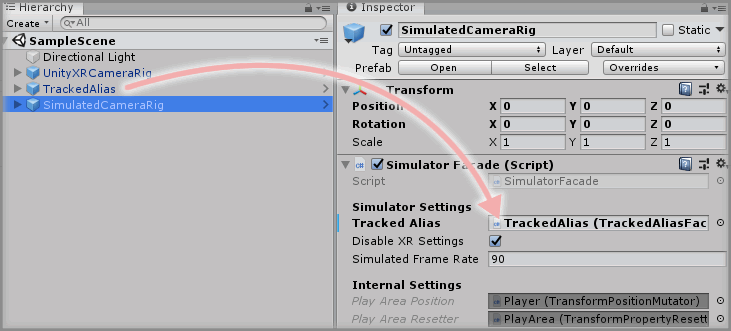 Hierarchy
Create
All
SampleScene
Directional Light
UnityXRCameraRig
TrackedAlias
SimulatedCameraRig
Inspector
SimulatedCameraRig Static
Tag Untagged Layer Default
Prefab Open Select Overrides
Transform
Position X 0 Y 0 Z 0
Rotation X 0 Y 0 Z 0
Scale X 1 Y 1 Z 1
Simulator Facade (Script)
Script SimulatorFacade
Simulator Settings
Tracked Alias TrackedAlias (TrackedAliasFac
Disable XR Settings
Simulated Frame Rate 90
Internal Settings
Play Area Position Player (TransformPositionMutator)
Play Area Resetter PlayArea (TransformPropertyResett